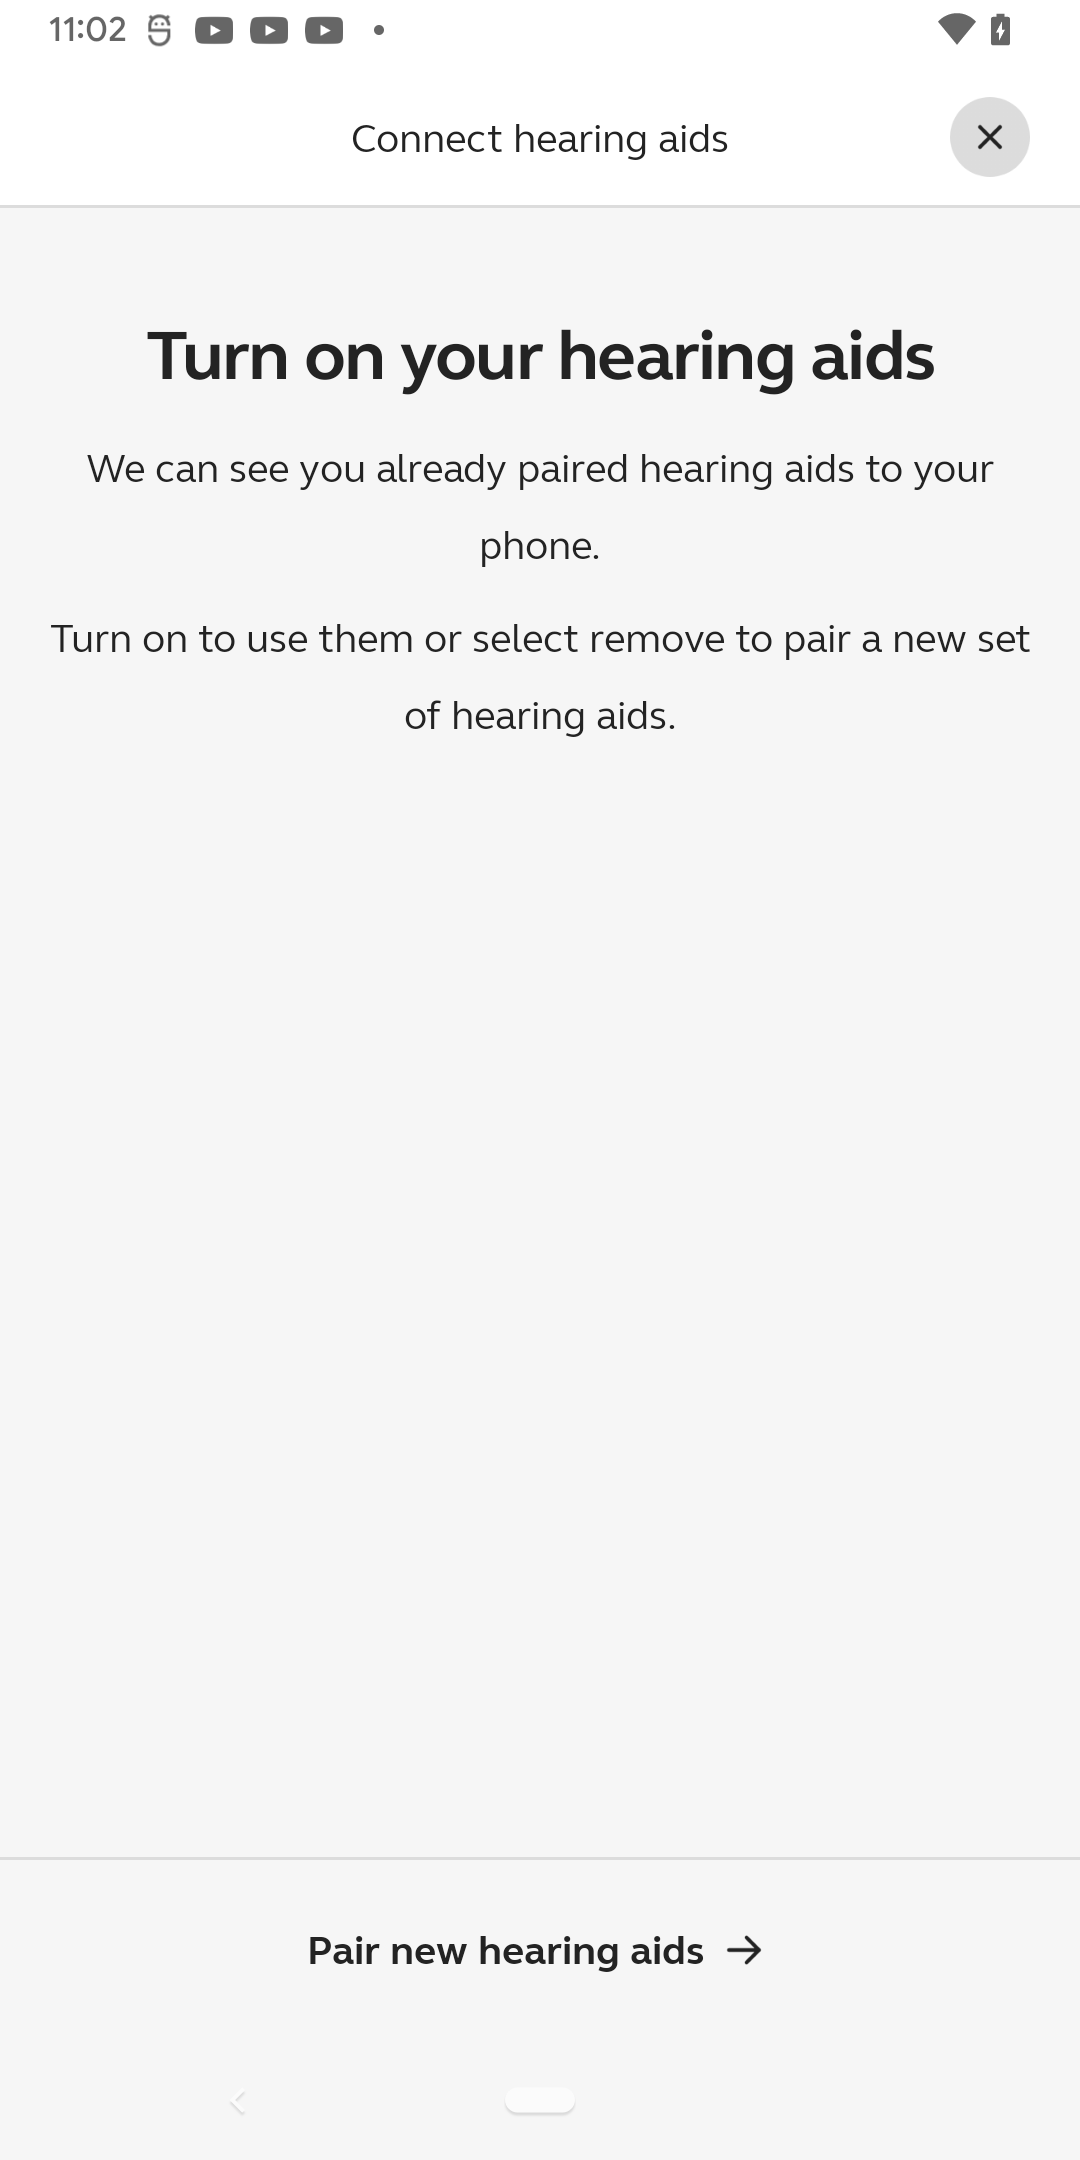 11:02
Connect hearing aids
Turn on your hearing aids
We can see you already paired hearing aids to your
phone.
Turn on to use them or select remove to pair a new set
of hearing aids.
Pair new hearing aids